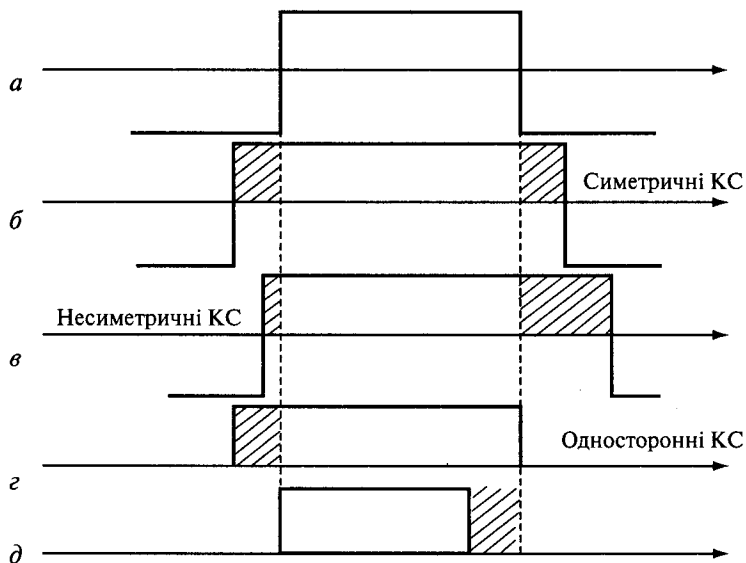 а
Симетричні КС
б
Несиметричні КС
в
Односторонні КС
г
д